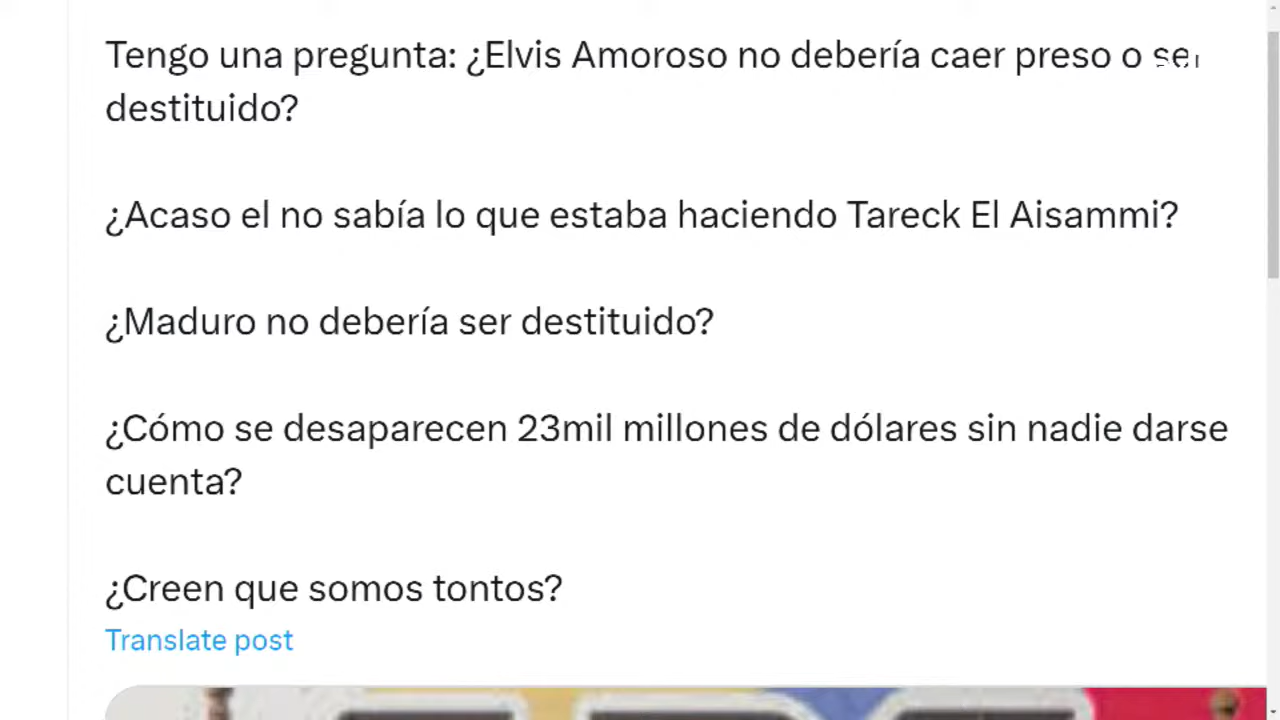 Tengo una pregunta: ¿Elvis Amoroso no debería caer preso o ser
destituido?
¿Acaso el no sabía lo que estaba haciendo Tareck El Aisammi?
¿Maduro no debería ser destituido?
¿Cómo se desaparecen 23mil millones de dólares sin nadie darse
cuenta?
¿Creen que somos tontos?
Translate post